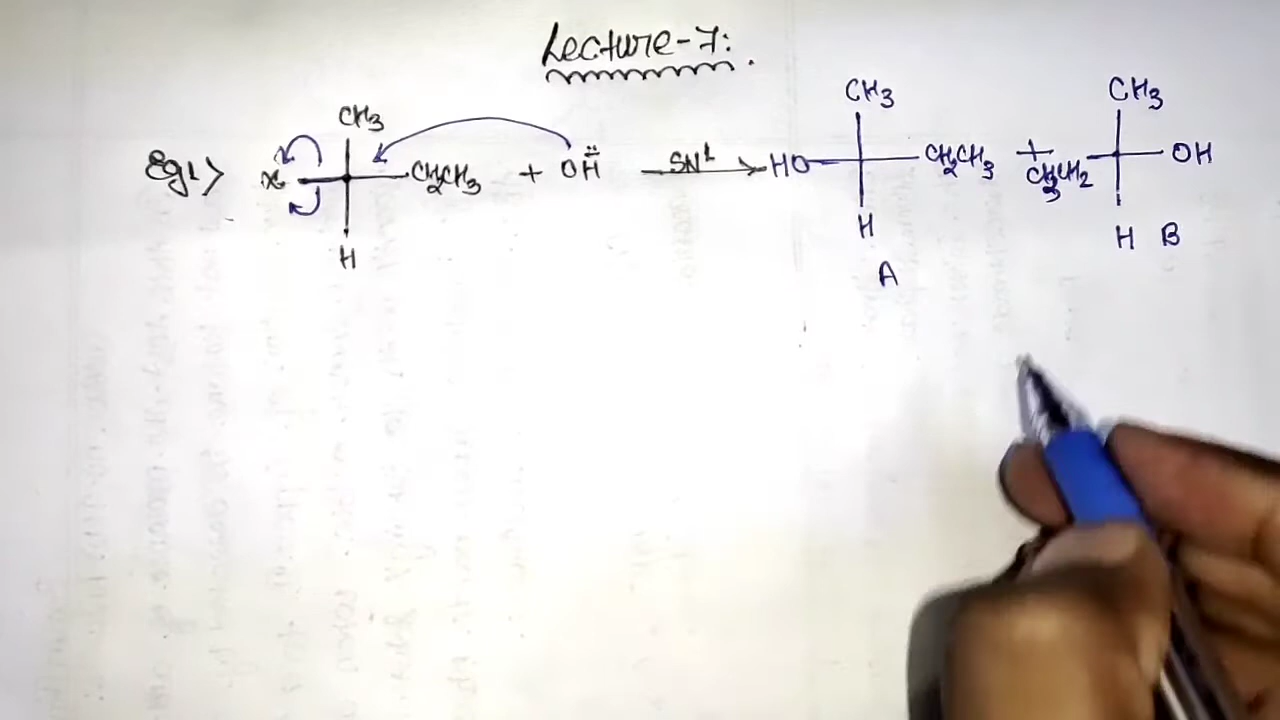 Lecture-7:
CH3 CH3 CH3
Eg1> x x CH2CH3 + OH SN1 HO CH2CH3 + CH3CH2 OH
H H H B
A